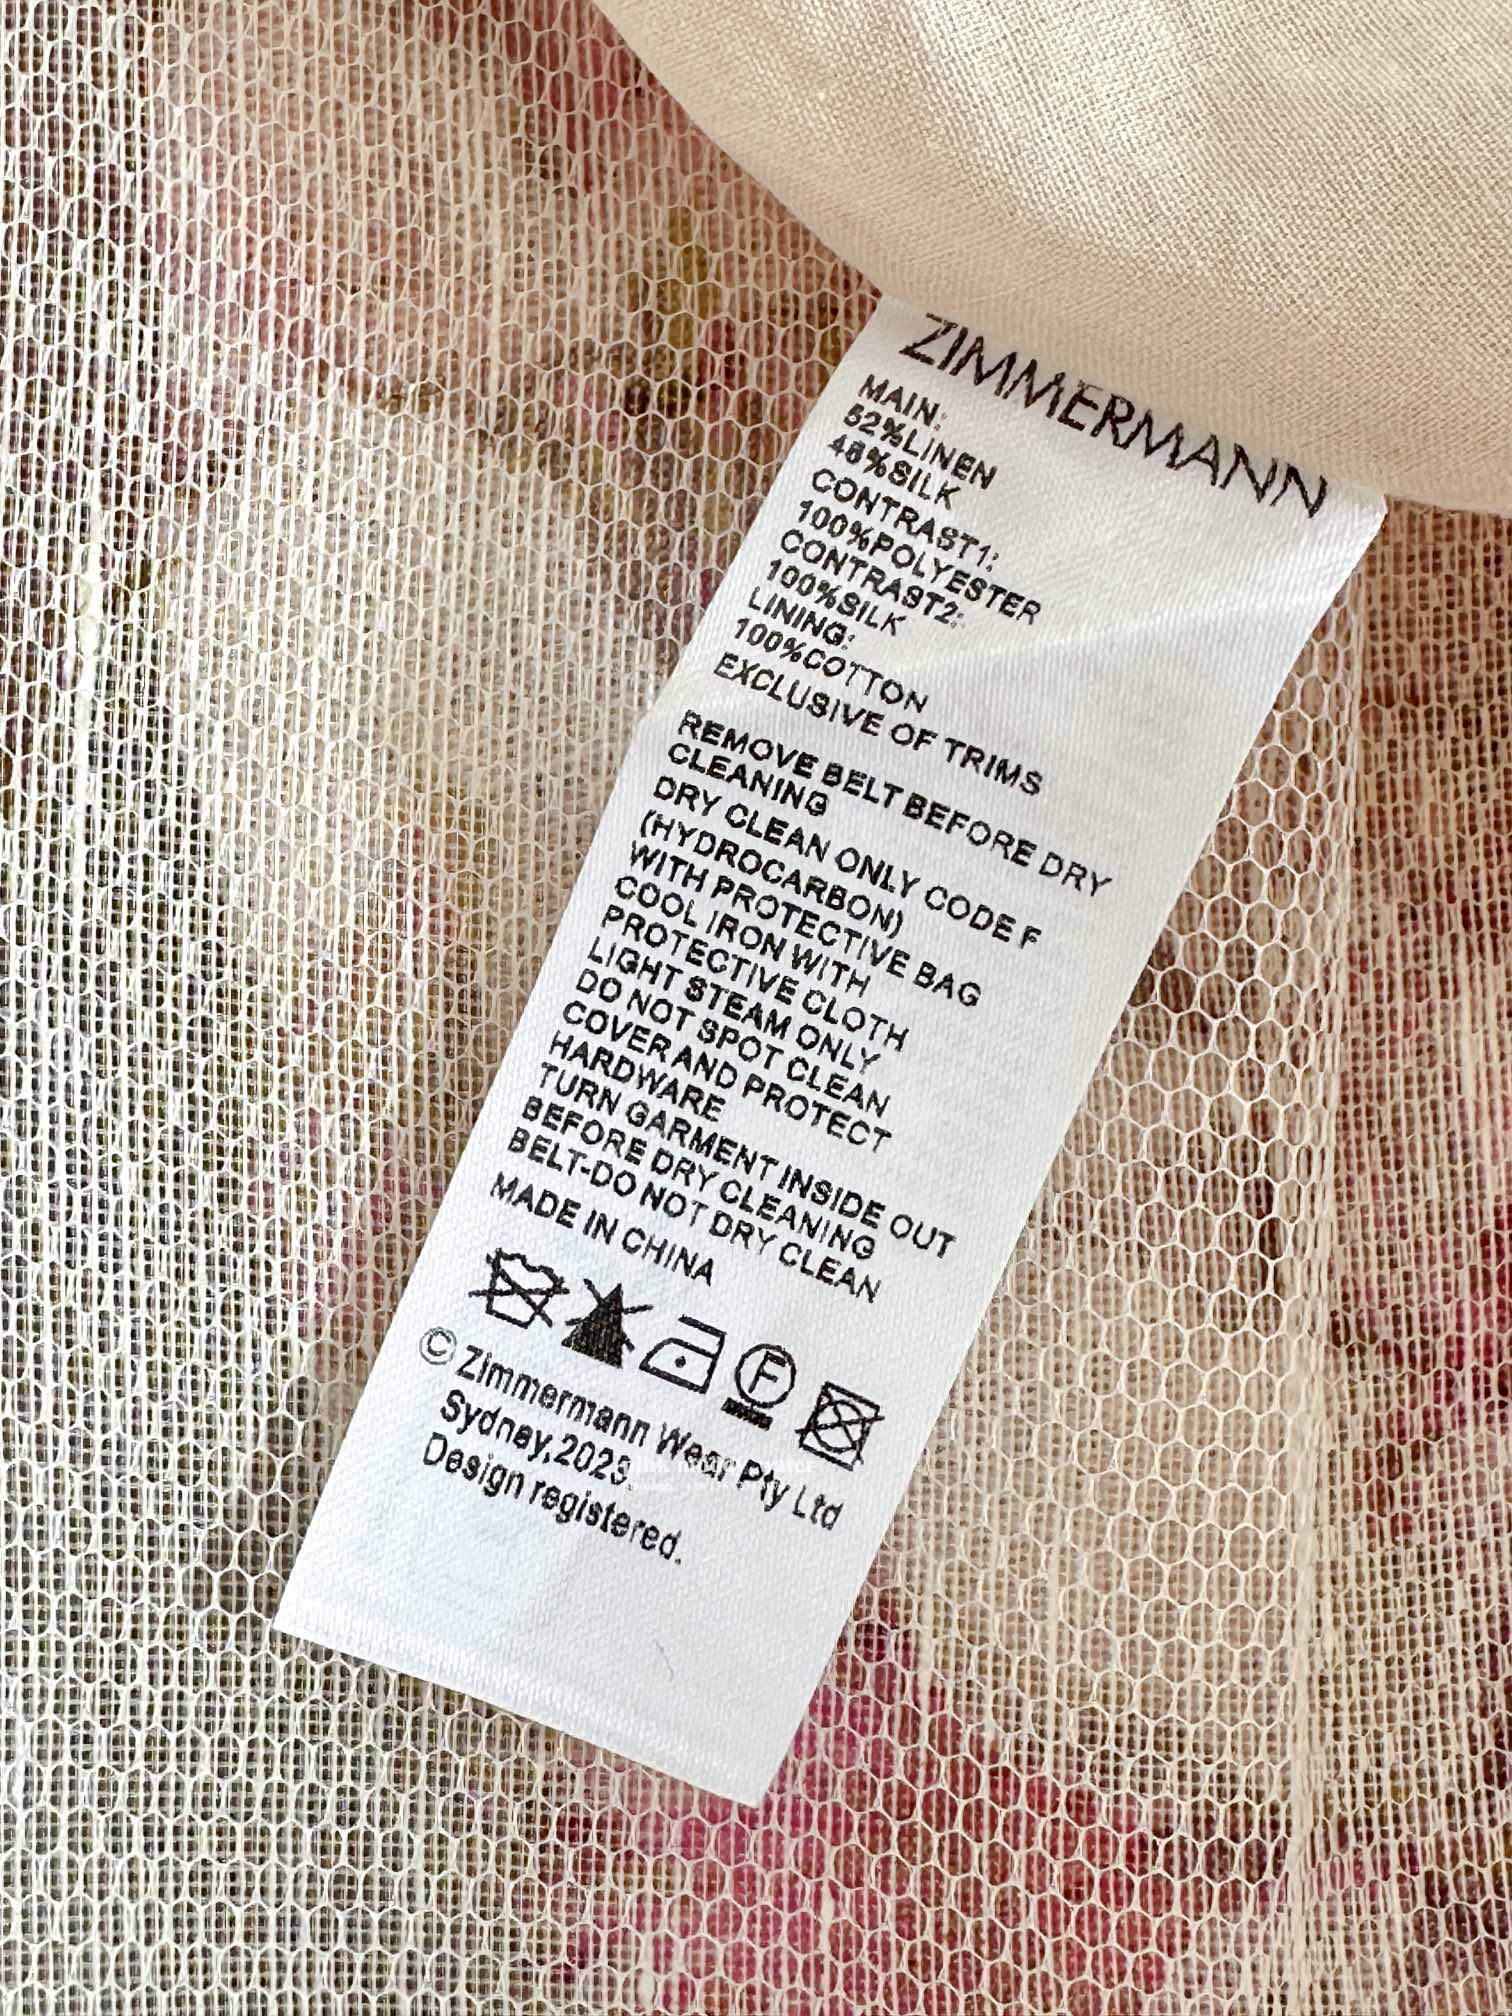 ZIMMERMANN
MAIN:
52%LINEN
48%SILK
CONTRAST1:
100%POLYESTER
CONTRAST2:
100%SILK
LINING:
100%COTTON
EXCLUSIVE OF TRIMS
REMOVE BELT BEFORE DRY
CLEANING
DRY CLEAN ONLY CODE F
(HYDROCARBON)
WITH PROTECTIVE BAG
COOL IRON WITH
PROTECTIVE CLOTH
LIGHT STEAM ONLY
DO NOT SPOT CLEAN
COVER AND PROTECT
HARDWARE
TURN GARMENT INSIDE OUT
BEFORE DRY CLEANING
BELT-DO NOT DRY CLEAN
MADE IN CHINA
F
© Zimmermann Wear Pty Ltd
Sydney,2023.
Design registered.